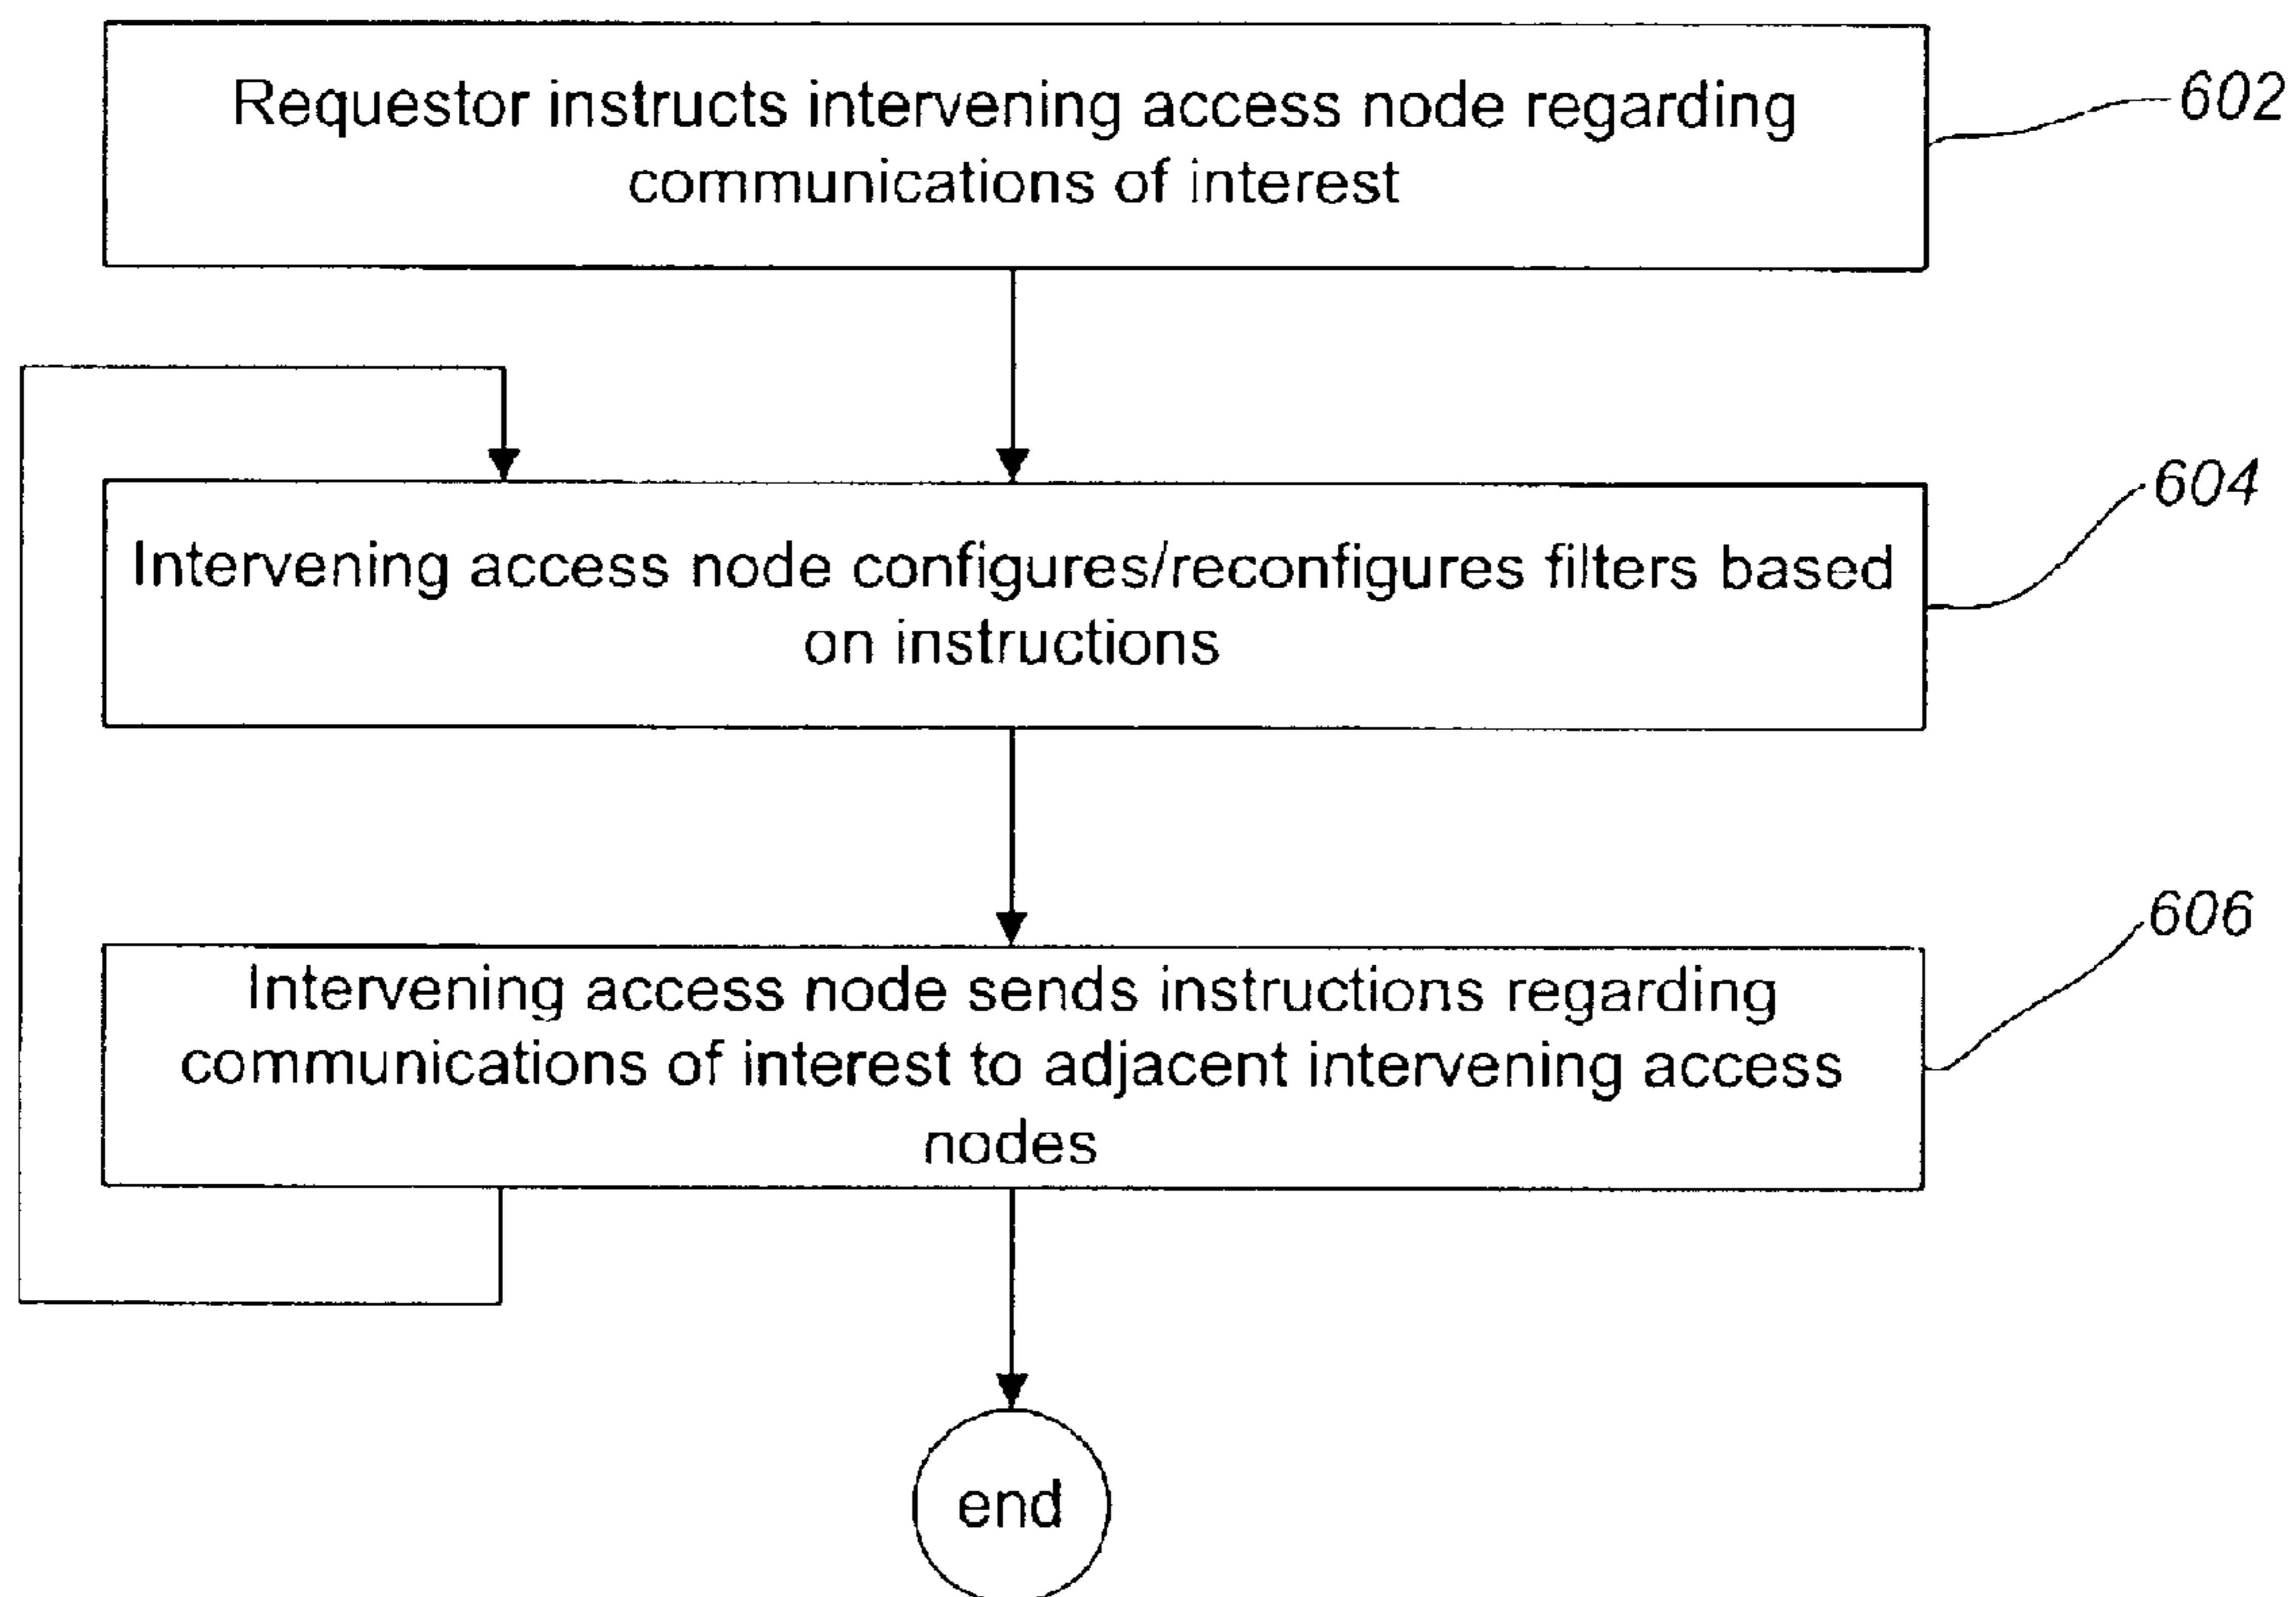 Requestor instructs intervening access node regarding
communications of interest
602
Intervening access node configures/reconfigures filters based
on instructions
604
Intervening access node sends instructions regarding
communications of interest to adjacent intervening access
nodes
606
end